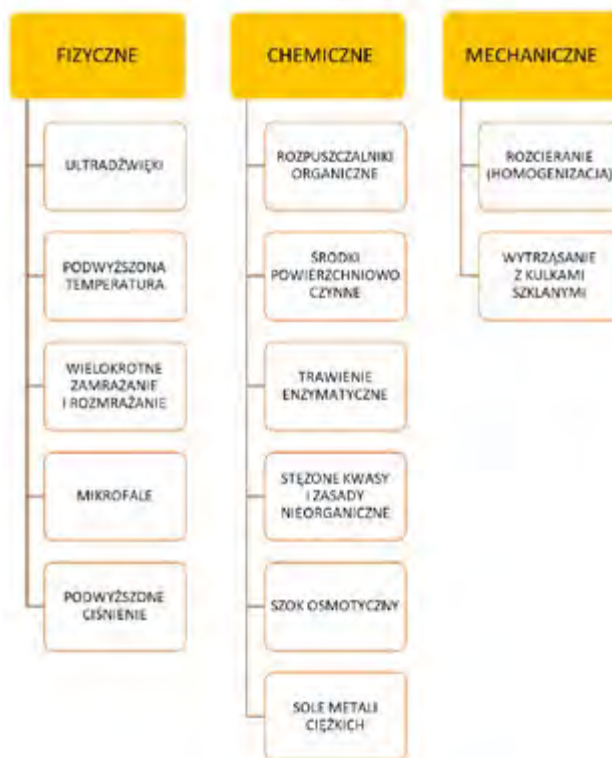 FIZYCZNE
ULTRADŹWIĘKI
PODWYŻSZONA
TEMPERATURA
WIELOKROTNE
ZAMRAŻANIE
I ROZMRAŻANIE
MIKROFALE
PODWYŻSZONE
CIŚNIENIE
CHEMICZNE
ROZPUSZCZALNIKI
ORGANICZNE
ŚRODKI
POWIERZCHNIOWO
CZYNNE
TRAWIENIE
ENZYMATYCZNE
STĘŻONE KWASY
I ZASADY
NIEORGANICZNE
SZOK OSMOTYCZNY
SOLE METALI
CIĘŻKICH
MECHANICZNE
ROZCIERANIE
(HOMOGENIZACJA)
WYTRZĄSANIE
Z KULKAMI
SZKLANYMI